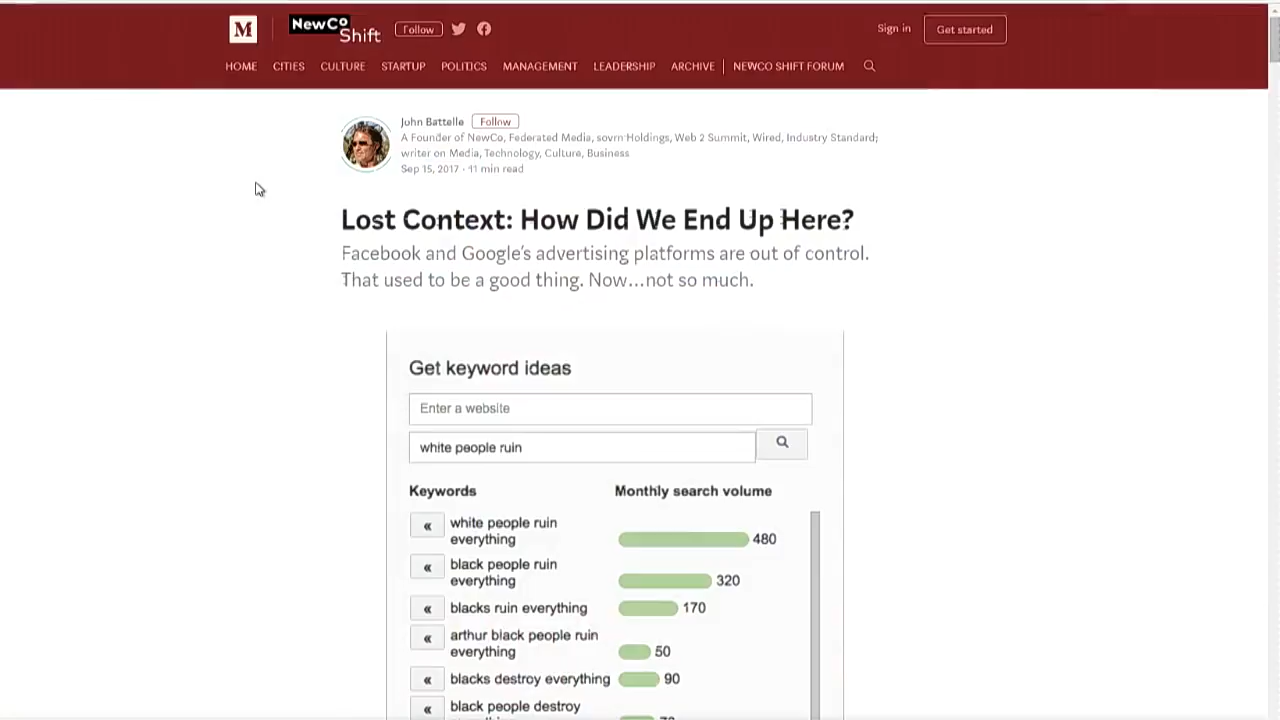 M NewCo Shift Follow Sign in Get started
HOME CITIES CULTURE STARTUP POLITICS MANAGEMENT LEADERSHIP ARCHIVE NEWCO SHIFT FORUM
John Battelle Follow
A Founder of NewCo, Federated Media, sovrn Holdings, Web 2 Summit, Wired, Industry Standard;
writer on Media, Technology, Culture, Business
Sep 15, 2017 · 11 min read
Lost Context: How Did We End Up Here?
Facebook and Google's advertising platforms are out of control.
That used to be a good thing. Now…not so much.
Get keyword ideas
Enter a website
white people ruin
Keywords Monthly search volume
« white people ruin
everything 480
« black people ruin
everything 320
« blacks ruin everything 170
« arthur black people ruin
everything 50
« blacks destroy everything 90
« black people destroy